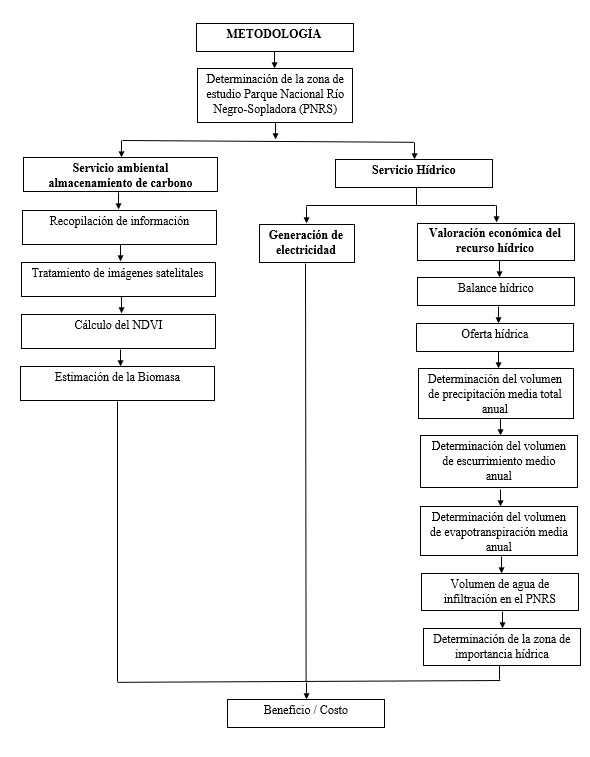 METODOLOGÍA
Determinación de la zona de
estudio Parque Nacional Río
Negro-Sopladora (PNRS)
Servicio ambiental
almacenamiento de carbono
Recopilación de información
Tratamiento de imágenes satelitales
Cálculo del NDVI
Estimación de la Biomasa
Servicio Hídrico
Generación de
electricidad
Valoración económica del
recurso hídrico
Balance hídrico
Oferta hídrica
Determinación del volumen
de precipitación media total
anual
Determinación del volumen
de escurrimiento medio
anual
Determinación del volumen
de evapotranspiración media
anual
Volumen de agua de
infiltración en el PNRS
Determinación de la zona de
importancia hídrica
Beneficio / Costo